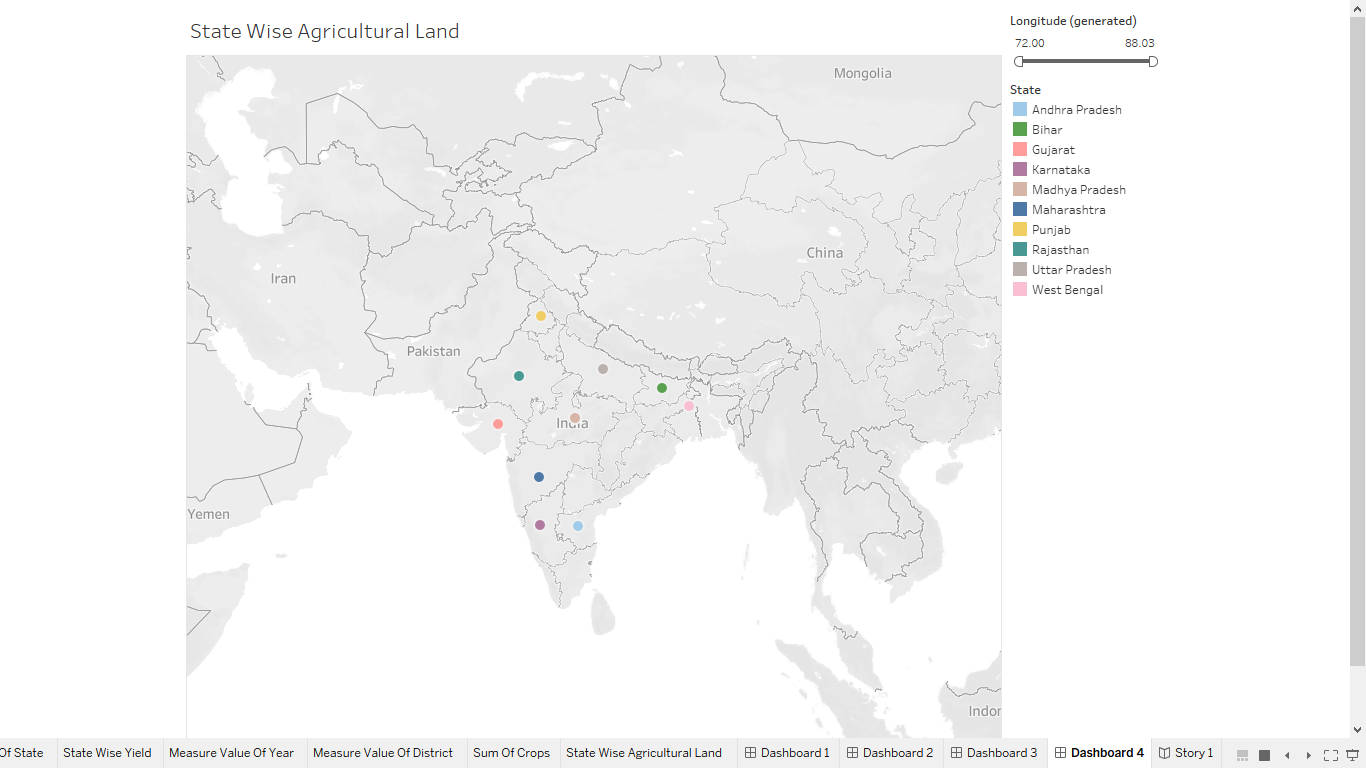 State Wise Agricultural Land
Longitude (generated)
72.00 88.03
State
Andhra Pradesh
Bihar
Gujarat
Karnataka
Madhya Pradesh
Maharashtra
Punjab
Rajasthan
Uttar Pradesh
West Bengal
Mongolia
China
Iran
Pakistan
India
Yemen
Indor
Of State State Wise Yield Measure Value Of Year Measure Value Of District Sum Of Crops State Wise Agricultural Land Dashboard 1 Dashboard 2 Dashboard 3 Dashboard 4 Story 1